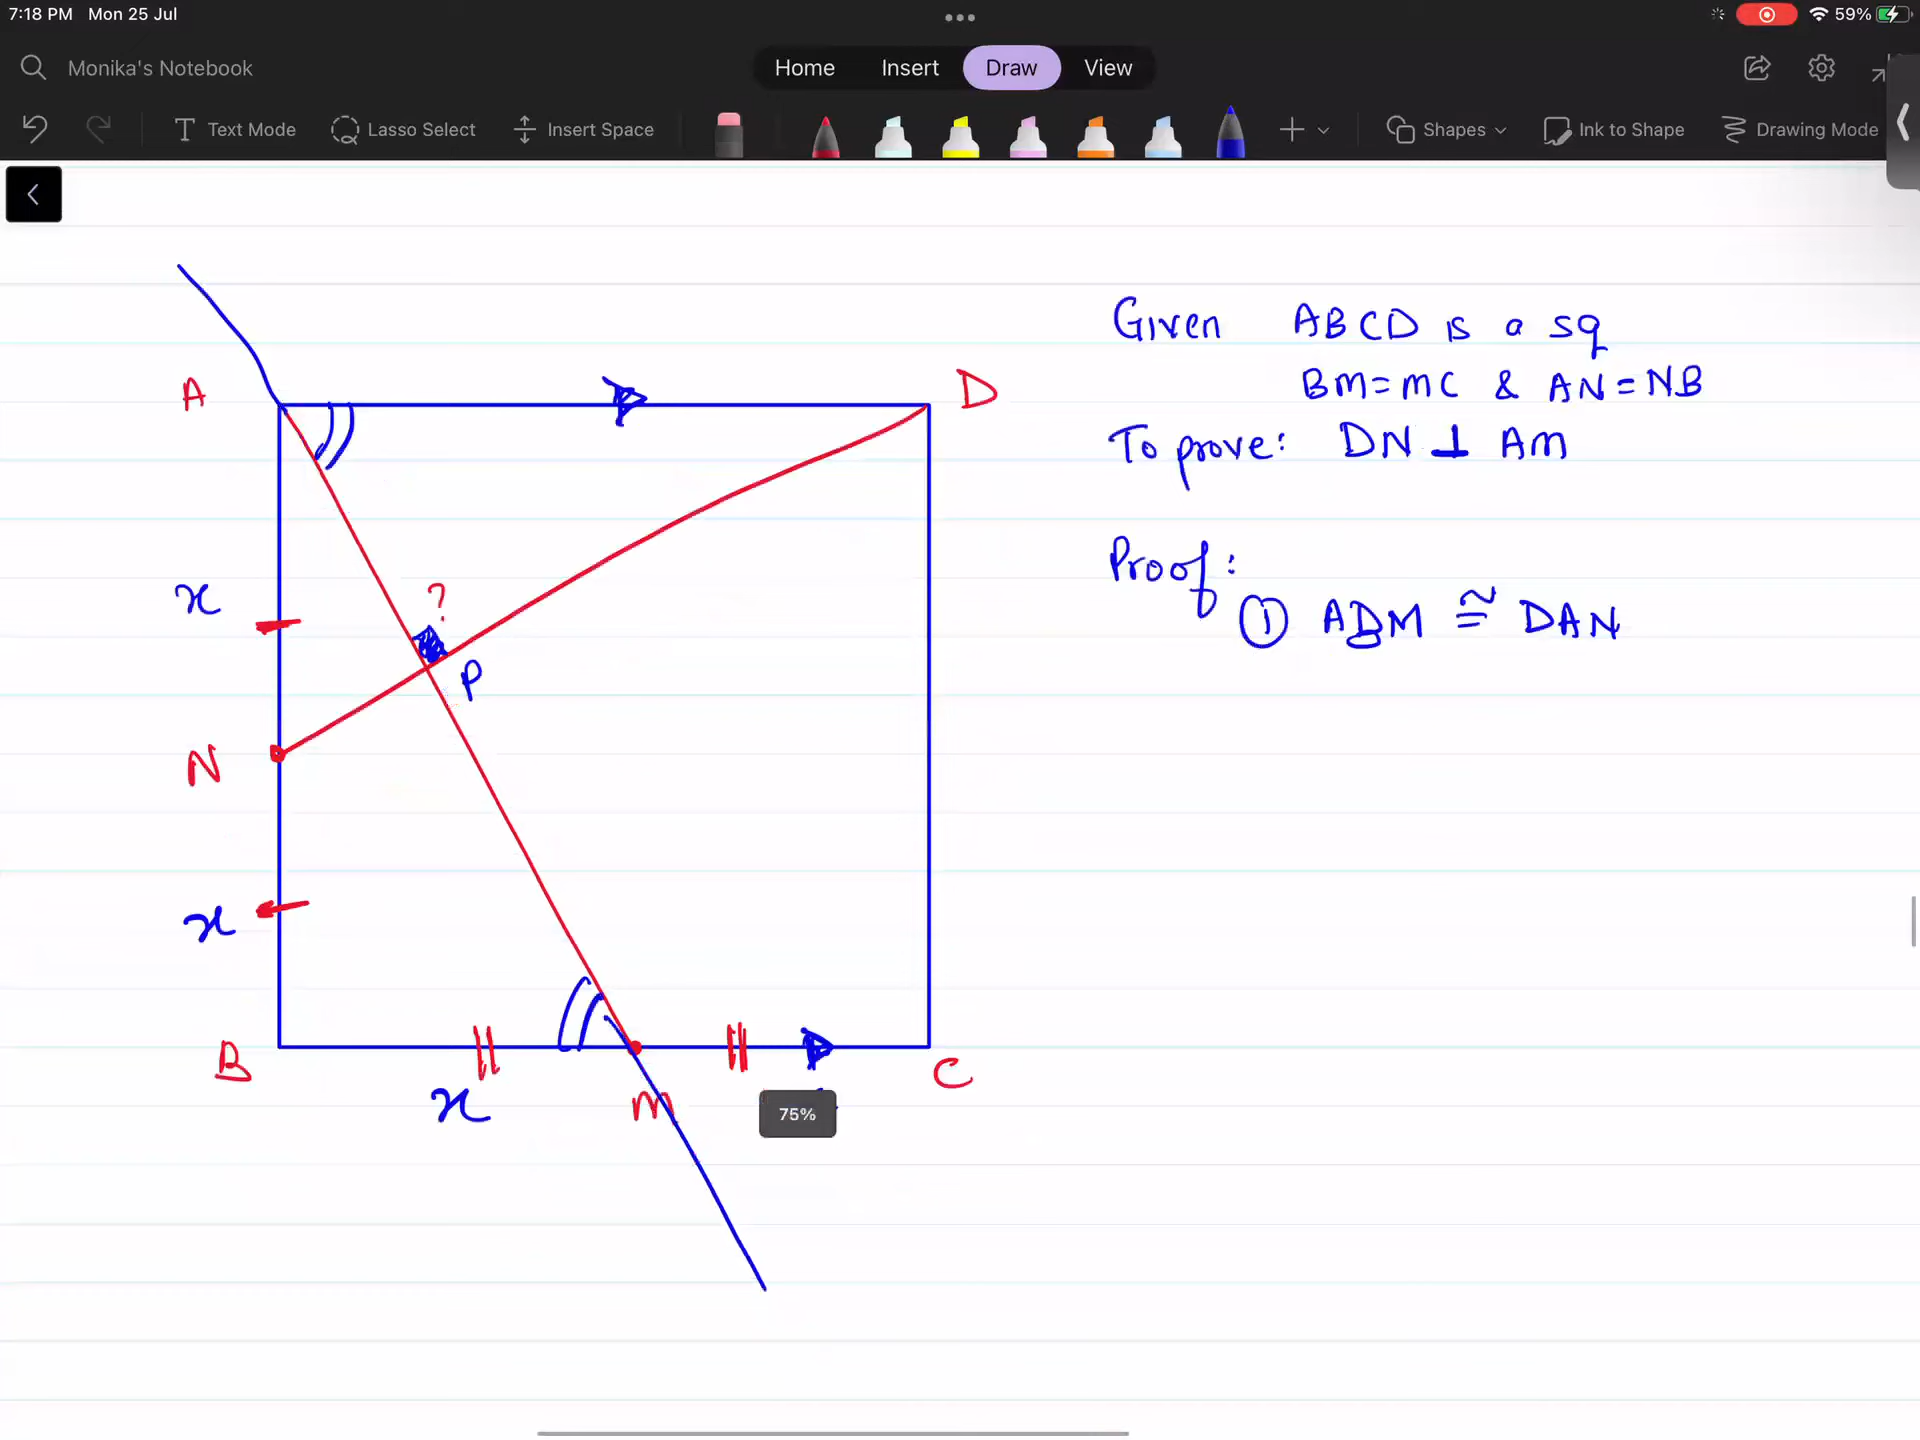 7:18 PM Mon 25 Jul
59%
Monika's Notebook
Home Insert Draw View
Text Mode Lasso Select Insert Space Shapes Ink to Shape Drawing Mode
Given ABCD is a sq
A D
BM=MC & AN=NB
To prove: DN ⊥ AM
Proof:
x ?
① ABM ≅ DAN
P
N
x
B C
x M
75%